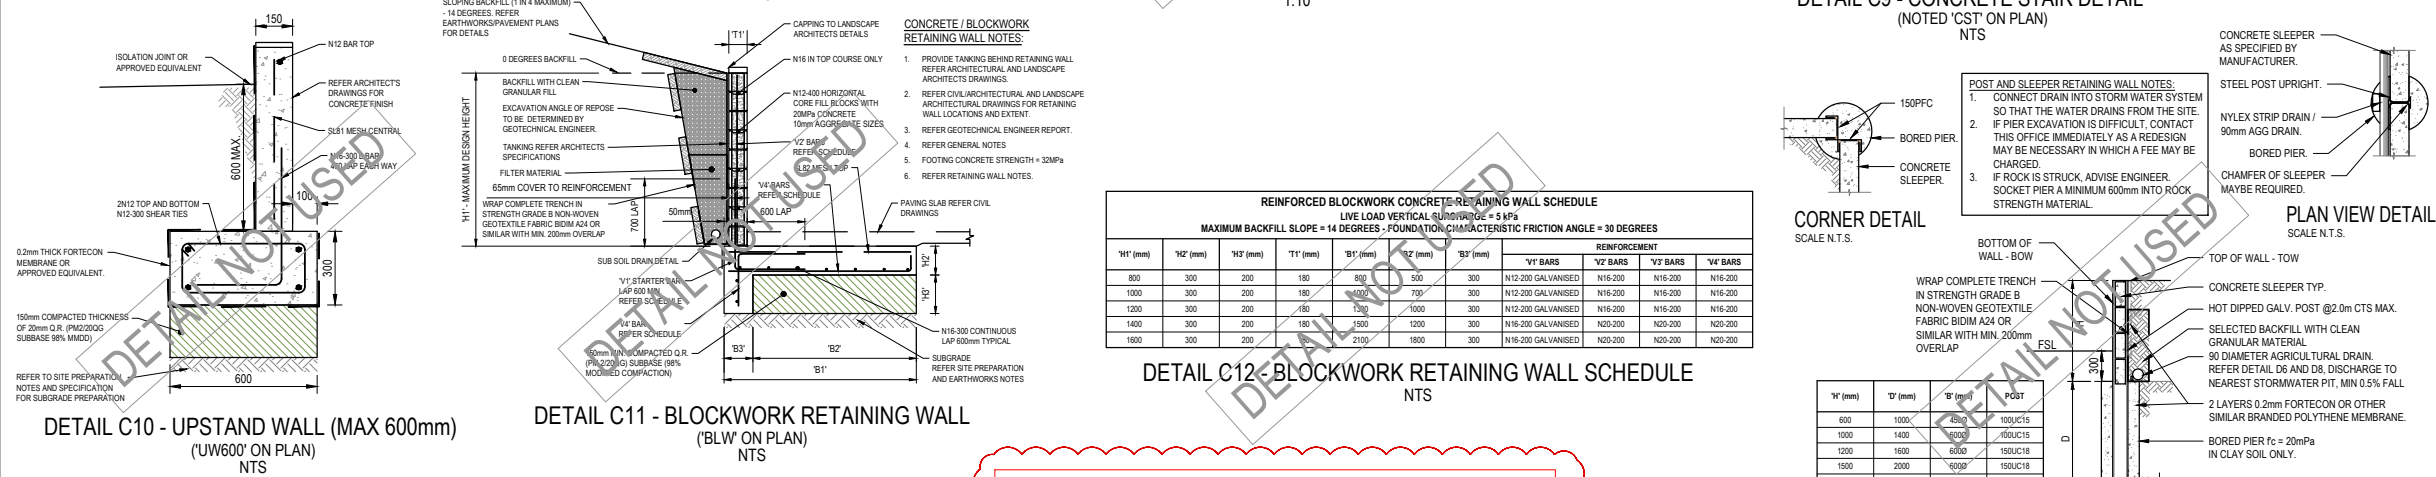 150
N12 BAR TOP
ISOLATION JOINT OR
APPROVED EQUIVALENT
REFER ARCHITECT'S
DRAWINGS FOR
CONCRETE FINISH
SL81 MESH CENTRAL
600 MAX.
N16-300 L BAR
EACH WAY
100
2N12 TOP AND BOTTOM
N12-300 SHEAR TIES
0.2mm THICK FORTECON
MEMBRANE OR
APPROVED EQUIVALENT.
300
150mm COMPACTED THICKNESS
OF 20mm Q.R. (PM2/20QG
SUBBASE 98% MMDD)
REFER TO SITE PREPARATION
NOTES AND SPECIFICATION
FOR SUBGRADE PREPARATION
600
DETAIL NOT USED
DETAIL C10 - UPSTAND WALL (MAX 600mm)
('UW600' ON PLAN)
NTS
SLOPING BACKFILL (1 IN 4 MAXIMUM)
- 14 DEGREES. REFER
EARTHWORKS/PAVEMENT PLANS
FOR DETAILS
0 DEGREES BACKFILL
BACKFILL WITH CLEAN
GRANULAR FILL
EXCAVATION ANGLE OF REPOSE
TO BE DETERMINED BY
GEOTECHNICAL ENGINEER.
TANKING REFER ARCHITECTS
SPECIFICATIONS
FILTER MATERIAL
65mm COVER TO REINFORCEMENT
WRAP COMPLETE TRENCH IN
STRENGTH GRADE B NON-WOVEN
GEOTEXTILE FABRIC BIDIM A24 OR
SIMILAR WITH MIN. 200mm OVERLAP
'H1' - MAXIMUM DESIGN HEIGHT
'T1'
CAPPING TO LANDSCAPE
ARCHITECTS DETAILS
N16 IN TOP COURSE ONLY
N12-400 HORIZONTAL
CORE FILL BLOCKS WITH
20MPa CONCRETE
10mm AGGREGATE SIZES
'V2' BARS
REFER SCHEDULE
SL82 MESH TOP
'V4' BARS
REFER SCHEDULE
50mm
600 LAP
700 LAP
PAVING SLAB REFER CIVIL
DRAWINGS
SUB SOIL DRAIN DETAIL
'V1' STARTER BAR
LAP 600 MIN.
REFER SCHEDULE
'V4' BARS
REFER SCHEDULE
MIN. COMPACTED Q.R.
SUBBASE (98%
MODIFIED COMPACTION)
'H2'
'H3'
N16-300 CONTINUOUS
LAP 600mm TYPICAL
'B3'
'B2'
'B1'
SUBGRADE
REFER SITE PREPARATION
AND EARTHWORKS NOTES
DETAIL NOT USED
DETAIL C11 - BLOCKWORK RETAINING WALL
('BLW' ON PLAN)
NTS
CONCRETE / BLOCKWORK
RETAINING WALL NOTES:
1. PROVIDE TANKING BEHIND RETAINING WALL
REFER ARCHITECTURAL AND LANDSCAPE
ARCHITECTS DRAWINGS.
2. REFER CIVIL/ARCHITECTURAL AND LANDSCAPE
ARCHITECTURAL DRAWINGS FOR RETAINING
WALL LOCATIONS AND EXTENT.
3. REFER GEOTECHNICAL ENGINEER REPORT.
4. REFER GENERAL NOTES
5. FOOTING CONCRETE STRENGTH = 32MPa
6. REFER RETAINING WALL NOTES.
1:10
REINFORCED BLOCKWORK CONCRETE RETAINING WALL SCHEDULE
LIVE LOAD VERTICAL SURCHARGE = 5 kPa
MAXIMUM BACKFILL SLOPE = 14 DEGREES - FOUNDATION CHARACTERISTIC FRICTION ANGLE = 30 DEGREES
'H1' (mm) 'H2' (mm) 'H3' (mm) 'T1' (mm) 'B1' (mm) 'B2' (mm) 'B3' (mm) REINFORCEMENT
'V1' BARS 'V2' BARS 'V3' BARS 'V4' BARS
800 300 200 180 800 500 300 N12-200 GALVANISED N16-200 N16-200 N16-200
1000 300 200 180 1000 700 300 N12-200 GALVANISED N16-200 N16-200 N16-200
1200 300 200 180 1300 1000 300 N12-200 GALVANISED N16-200 N16-200 N16-200
1400 300 200 180 1500 1200 300 N16-200 GALVANISED N20-200 N20-200 N20-200
1600 300 200 2100 1800 300 N16-200 GALVANISED N20-200 N20-200 N20-200
DETAIL NOT USED
DETAIL C12 - BLOCKWORK RETAINING WALL SCHEDULE
NTS
DETAIL C9 - CONCRETE STAIR DETAIL
(NOTED 'CST' ON PLAN)
NTS
150PFC
BORED PIER.
CONCRETE
SLEEPER.
CORNER DETAIL
SCALE N.T.S.
POST AND SLEEPER RETAINING WALL NOTES:
1. CONNECT DRAIN INTO STORM WATER SYSTEM
SO THAT THE WATER DRAINS FROM THE SITE.
2. IF PIER EXCAVATION IS DIFFICULT, CONTACT
THIS OFFICE IMMEDIATELY AS A REDESIGN
MAY BE NECESSARY IN WHICH A FEE MAY BE
CHARGED.
3. IF ROCK IS STRUCK, ADVISE ENGINEER.
SOCKET PIER A MINIMUM 600mm INTO ROCK
STRENGTH MATERIAL.
CONCRETE SLEEPER
AS SPECIFIED BY
MANUFACTURER.
STEEL POST UPRIGHT.
NYLEX STRIP DRAIN /
90mm AGG DRAIN.
BORED PIER.
CHAMFER OF SLEEPER
MAYBE REQUIRED.
PLAN VIEW DETAIL
SCALE N.T.S.
BOTTOM OF
WALL - BOW
WRAP COMPLETE TRENCH
IN STRENGTH GRADE B
NON-WOVEN GEOTEXTILE
FABRIC BIDIM A24 OR
SIMILAR WITH MIN. 200mm
OVERLAP
FSL
300
D
TOP OF WALL - TOW
CONCRETE SLEEPER TYP.
HOT DIPPED GALV. POST @2.0m CTS MAX.
SELECTED BACKFILL WITH CLEAN
GRANULAR MATERIAL
90 DIAMETER AGRICULTURAL DRAIN.
REFER DETAIL D6 AND D8, DISCHARGE TO
NEAREST STORMWATER PIT, MIN 0.5% FALL
2 LAYERS 0.2mm FORTECON OR OTHER
SIMILAR BRANDED POLYTHENE MEMBRANE.
BORED PIER f'c = 20mPa
IN CLAY SOIL ONLY.
DETAIL NOT USED
'H' (mm) 'D' (mm) 'B' (mm) POST
600 1000 450Ø 100UC15
1000 1400 600Ø 100UC15
1200 1600 600Ø 150UC18
1500 2000 600Ø 150UC18